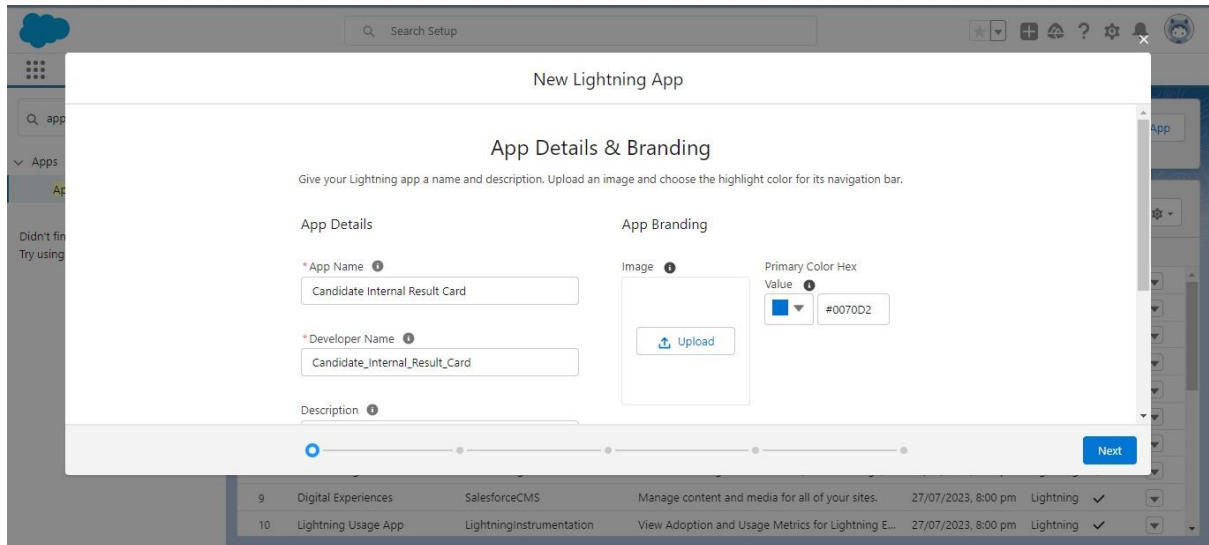 Search Setup
New Lightning App
app
App
App Details & Branding
Apps
Give your Lightning app a name and description. Upload an image and choose the highlight color for its navigation bar.
Ap
App Details
App Branding
Didn't fin
Try using
* App Name
Image
Primary Color Hex
Value
Candidate Internal Result Card
#0070D2
* Developer Name
Upload
Candidate_Internal_Result_Card
Description
Next
9 Digital Experiences SalesforceCMS Manage content and media for all of your sites. 27/07/2023, 8:00 pm Lightning
10 Lightning Usage App LightningInstrumentation View Adoption and Usage Metrics for Lightning E... 27/07/2023, 8:00 pm Lightning